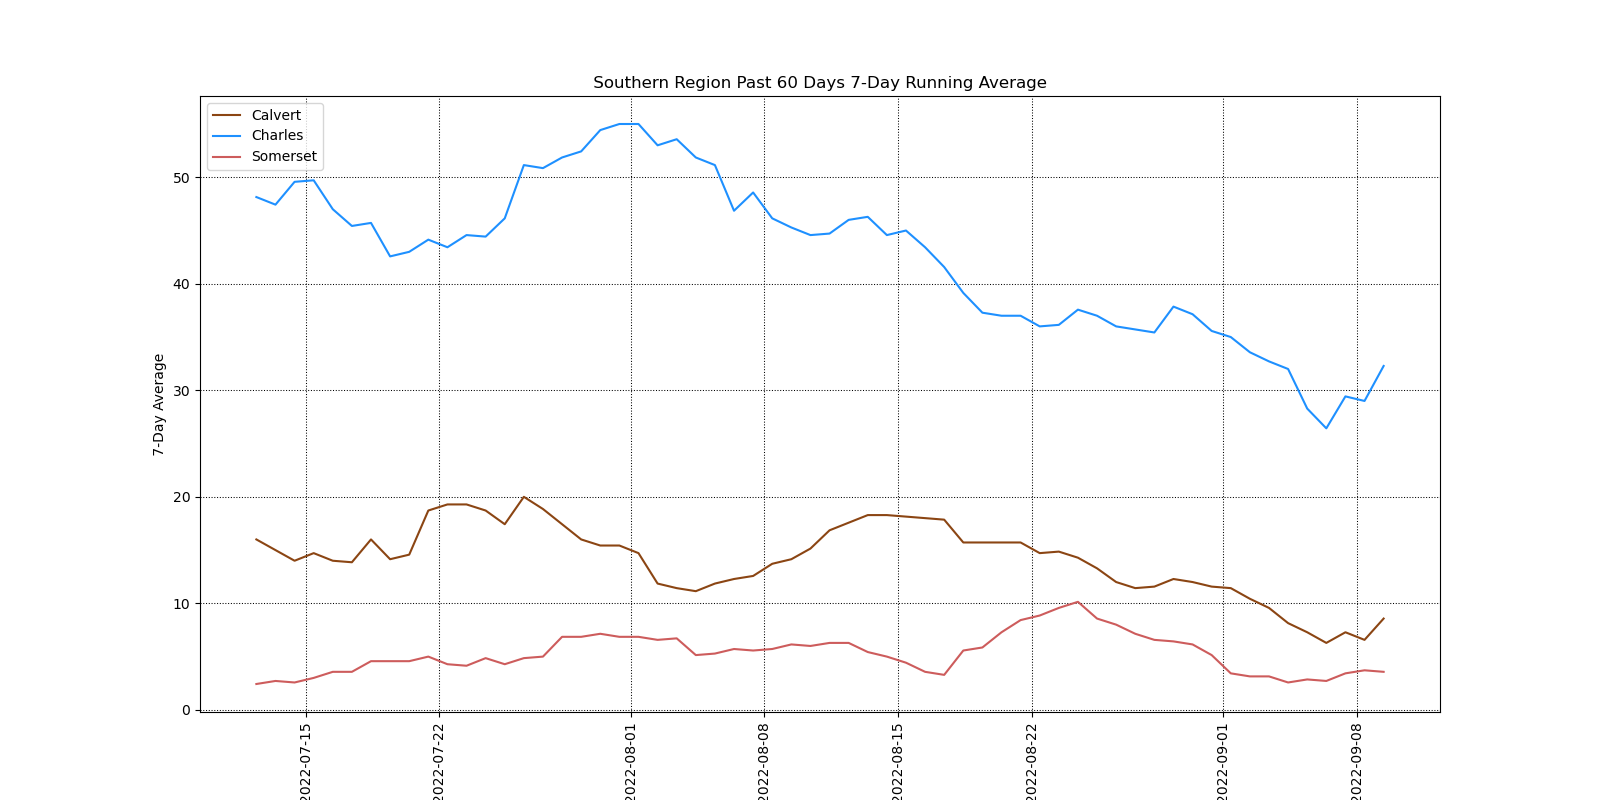 Southern Region Past 60 Days 7-Day Running Average
Calvert
Charles
Somerset
7-Day Average
50
40
30
20
10
0
2022-07-15
2022-07-22
2022-08-01
2022-08-08
2022-08-15
2022-08-22
2022-09-01
2022-09-08